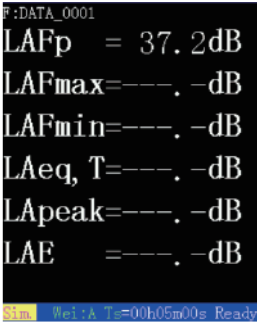 F:DATA_0001
LAFp = 37.2dB
LAFmax=---.-dB
LAFmin=---.-dB
LAeq, T=---.-dB
LApeak=---.-dB
LAE =---.-dB
Sim. Wei:A Ts=00h05m00s Ready